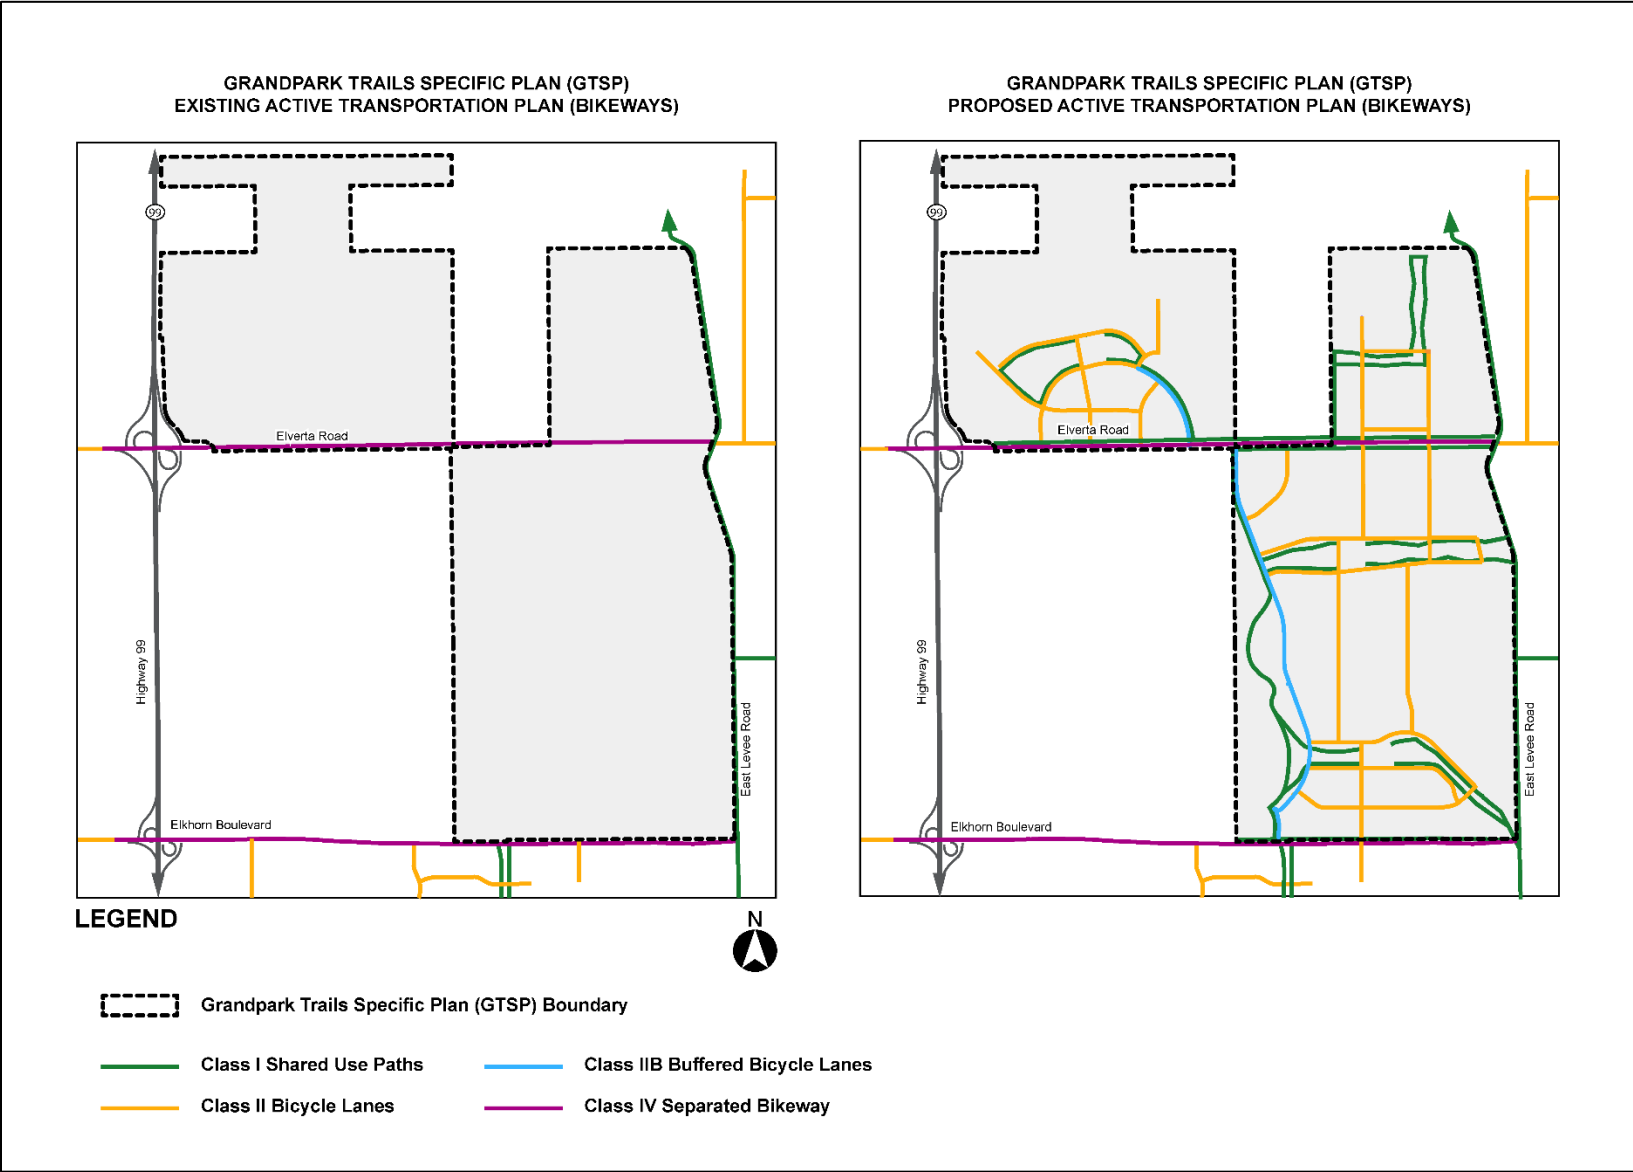 GRANDPARK TRAILS SPECIFIC PLAN (GTSP)
EXISTING ACTIVE TRANSPORTATION PLAN (BIKEWAYS)
99
Elverta Road
Highway 99
East Levee Road
Elkhorn Boulevard
GRANDPARK TRAILS SPECIFIC PLAN (GTSP)
PROPOSED ACTIVE TRANSPORTATION PLAN (BIKEWAYS)
99
Elverta Road
Highway 99
East Levee Road
Elkhorn Boulevard
LEGEND
N
Grandpark Trails Specific Plan (GTSP) Boundary
Class I Shared Use Paths
Class IIB Buffered Bicycle Lanes
Class II Bicycle Lanes
Class IV Separated Bikeway